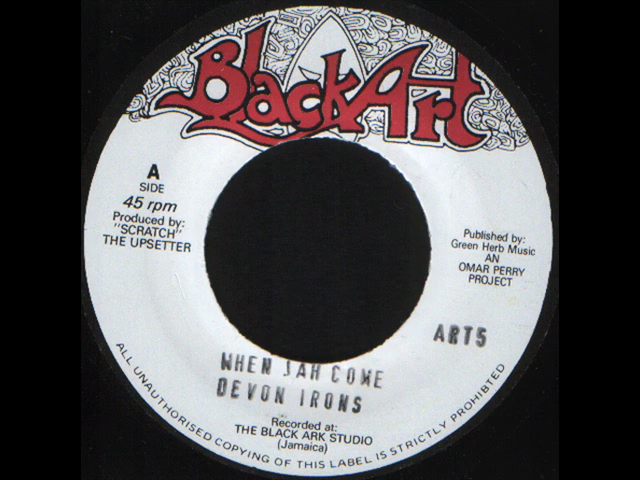 Black Art
A
SIDE
45 rpm
Produced by:
"SCRATCH"
THE UPSETTER
Published by:
Green Herb Music
AN
OMAR PERRY
PROJECT
ART5
WHEN JAH COME
DEVON IRONS
Recorded at:
THE BLACK ARK STUDIO
(Jamaica)
ALL UNAUTHORISED COPYING OF THIS LABEL IS STRICTLY PROHIBITED